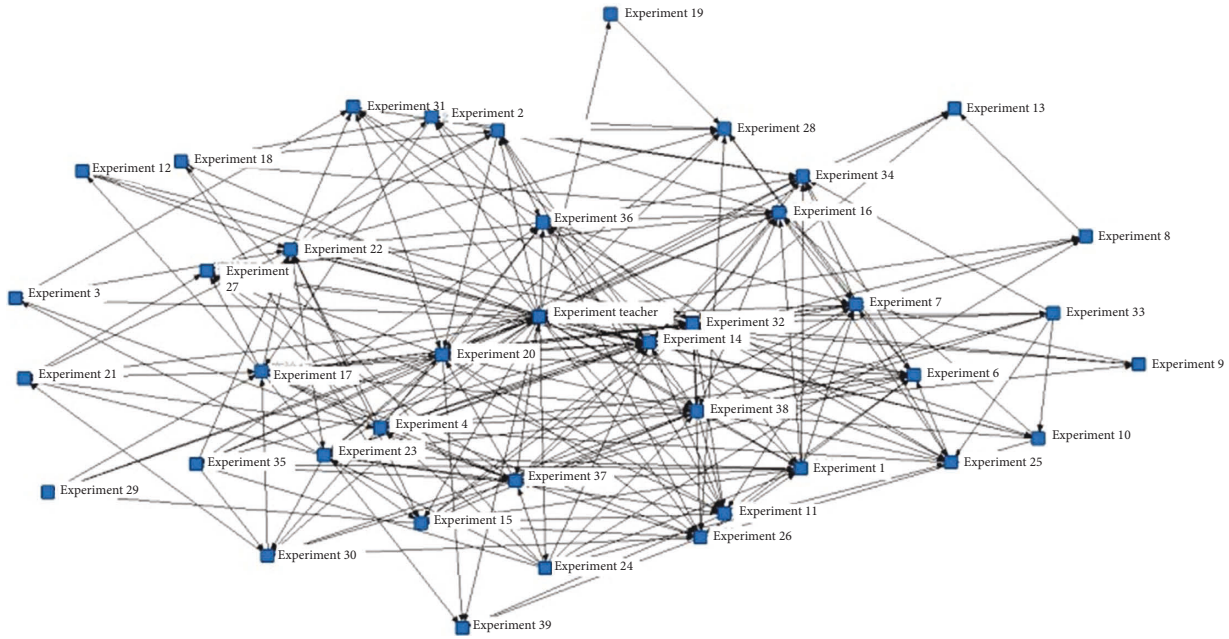 Experiment 19
Experiment 31
Experiment 2
Experiment 13
Experiment 28
Experiment 18
Experiment 12
Experiment 34
Experiment 16
Experiment 36
Experiment 8
Experiment 22
Experiment
27
Experiment 3
Experiment 7
Experiment 33
Experiment teacher
Experiment 32
Experiment 14
Experiment 20
Experiment 9
Experiment 6
Experiment 17
Experiment 21
Experiment 38
Experiment 4
Experiment 10
Experiment 23
Experiment 35
Experiment 25
Experiment 1
Experiment 37
Experiment 29
Experiment 11
Experiment 15
Experiment 26
Experiment 30
Experiment 24
Experiment 39